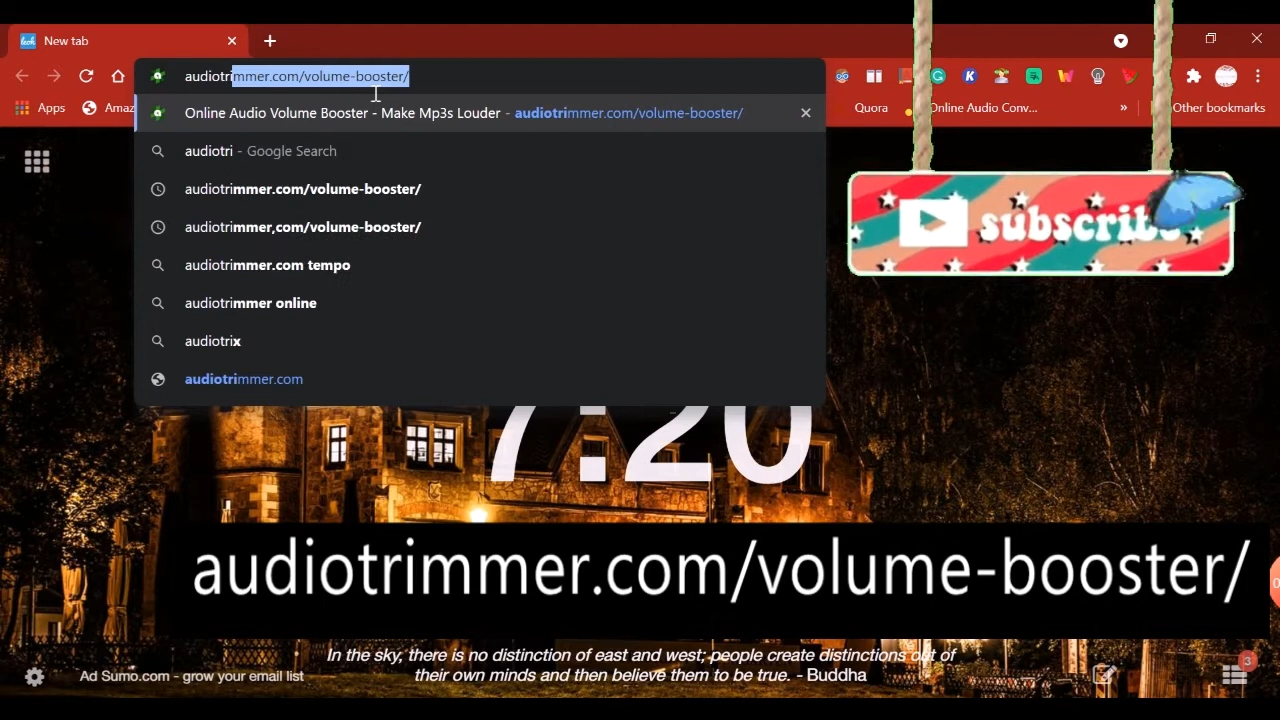 New tab
audiotrimmer.com/volume-booster/
Apps
Amaz
Quora
Online Audio Conv...
»
Other bookmarks
Online Audio Volume Booster - Make Mp3s Louder - audiotrimmer.com/volume-booster/
audiotri - Google Search
audiotrimmer.com/volume-booster/
audiotrimmer,com/volume-booster/
audiotrimmer.com tempo
audiotrimmer online
audiotrix
audiotrimmer.com
subscribe
7:20
audiotrimmer.com/volume-booster/
In the sky, there is no distinction of east and west; people create distinctions out of
their own minds and then believe them to be true. - Buddha
Ad Sumo.com - grow your email list
3